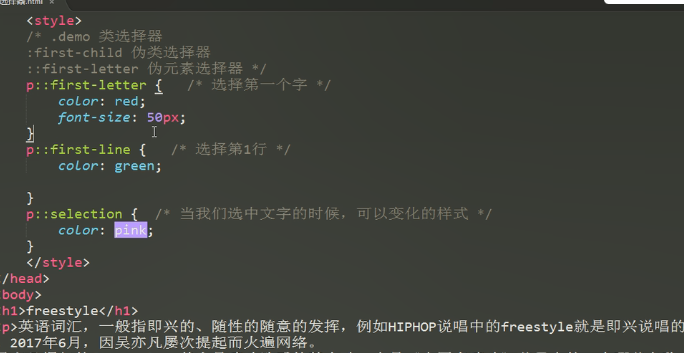 选择器.html
<style>
/* .demo 类选择器
:first-child 伪类选择器
::first-letter 伪元素选择器 */
p::first-letter {   /* 选择第一个字 */
color: red;
font-size: 50px;
}
p::first-line {   /* 选择第1行 */
color: green;
}
p::selection {  /* 当我们选中文字的时候，可以变化的样式 */
color: pink;
}
</style>
/head>
body>
h1>freestyle</h1>
p>英语词汇，一般指即兴的、随性的随意的发挥，例如HIPHOP说唱中的freestyle就是即兴说唱的
2017年6月，因吴亦凡屡次提起而火遍网络。